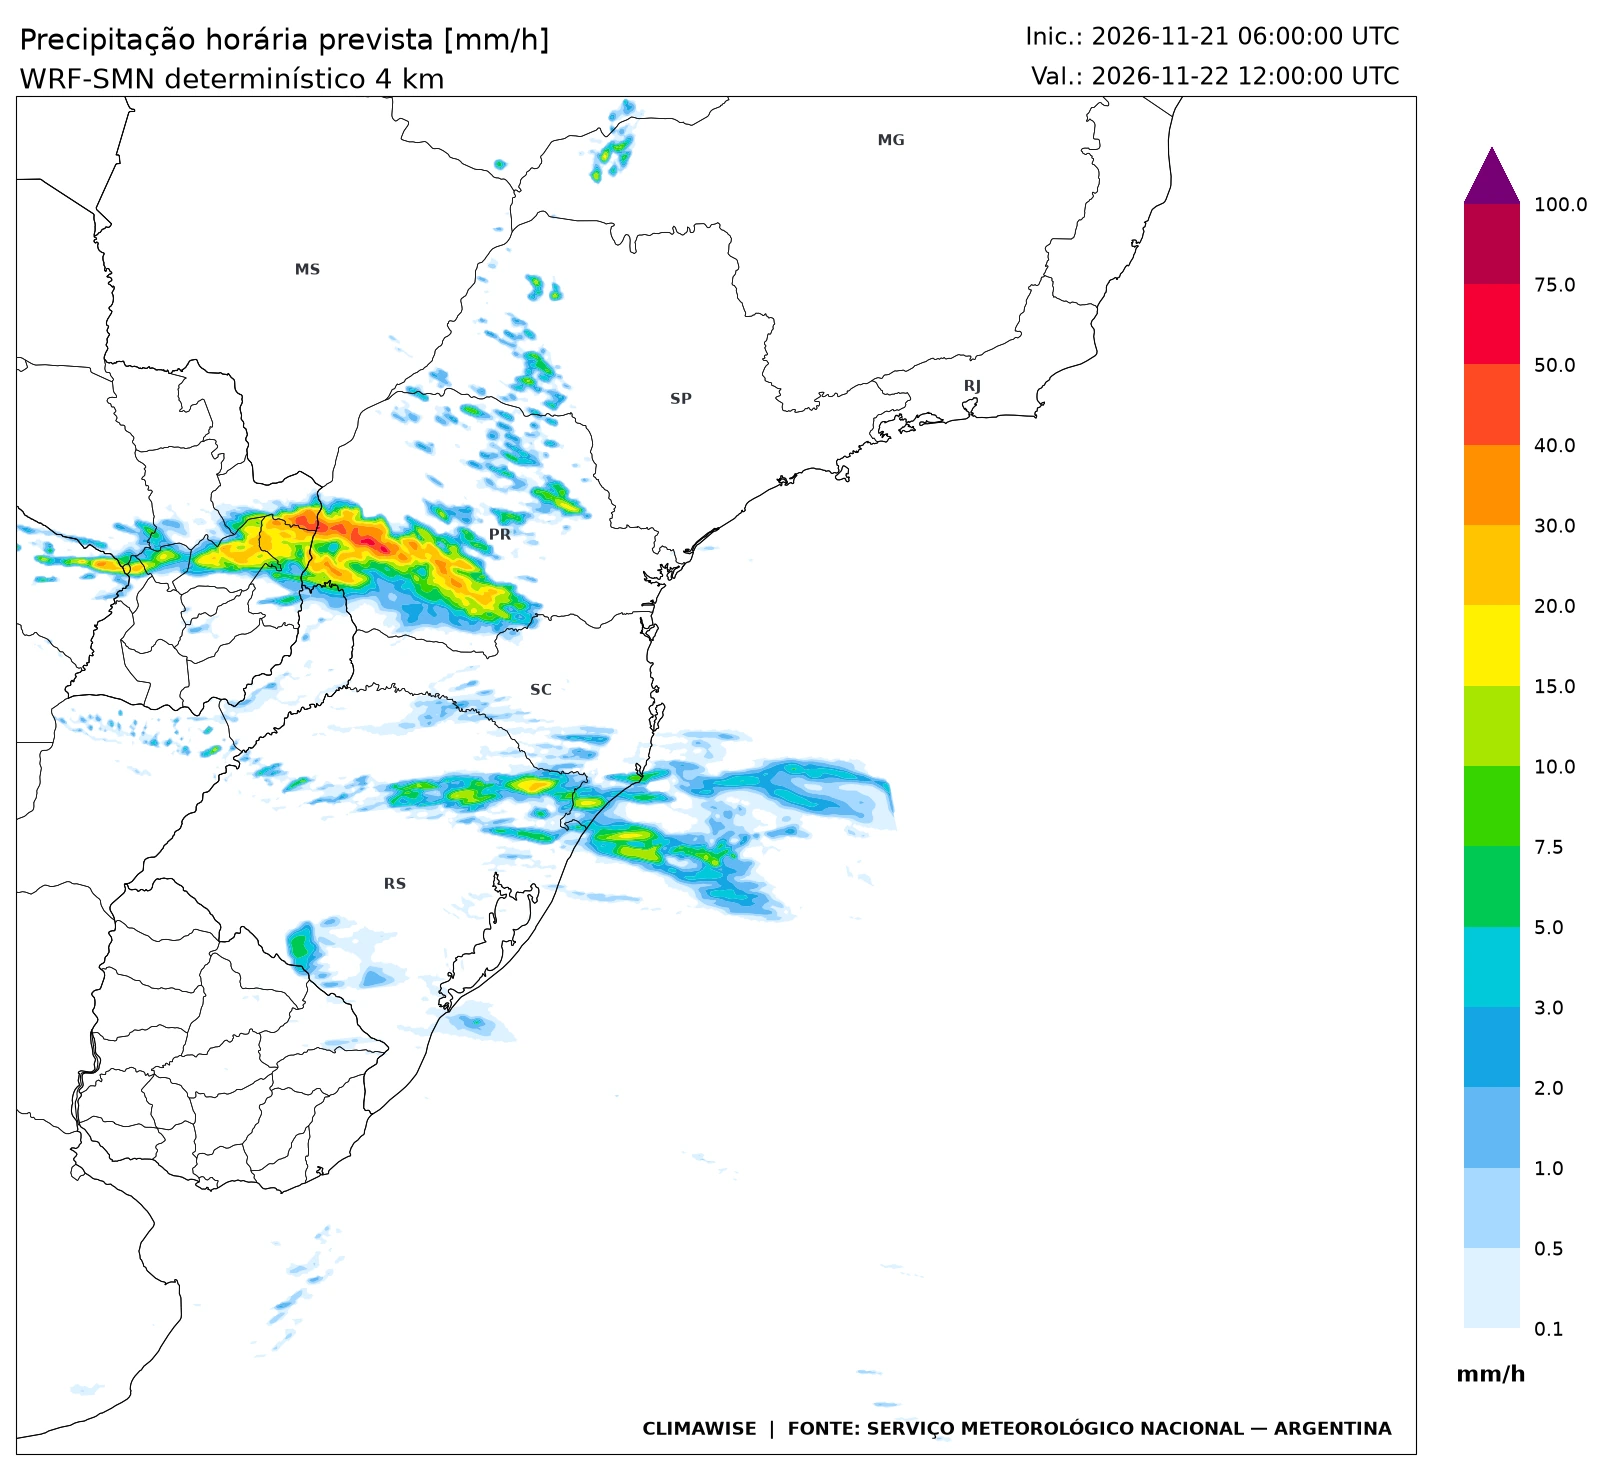 Precipitação horária prevista [mm/h]
WRF-SMN determinístico 4 km
Inic.: 2026-11-21 06:00:00 UTC
Val.: 2026-11-22 12:00:00 UTC
MG
MS
RJ
SP
PR
SC
RS
100.0
75.0
50.0
40.0
30.0
20.0
15.0
10.0
7.5
5.0
3.0
2.0
1.0
0.5
0.1
mm/h
CLIMAWISE | FONTE: SERVIÇO METEOROLÓGICO NACIONAL — ARGENTINA